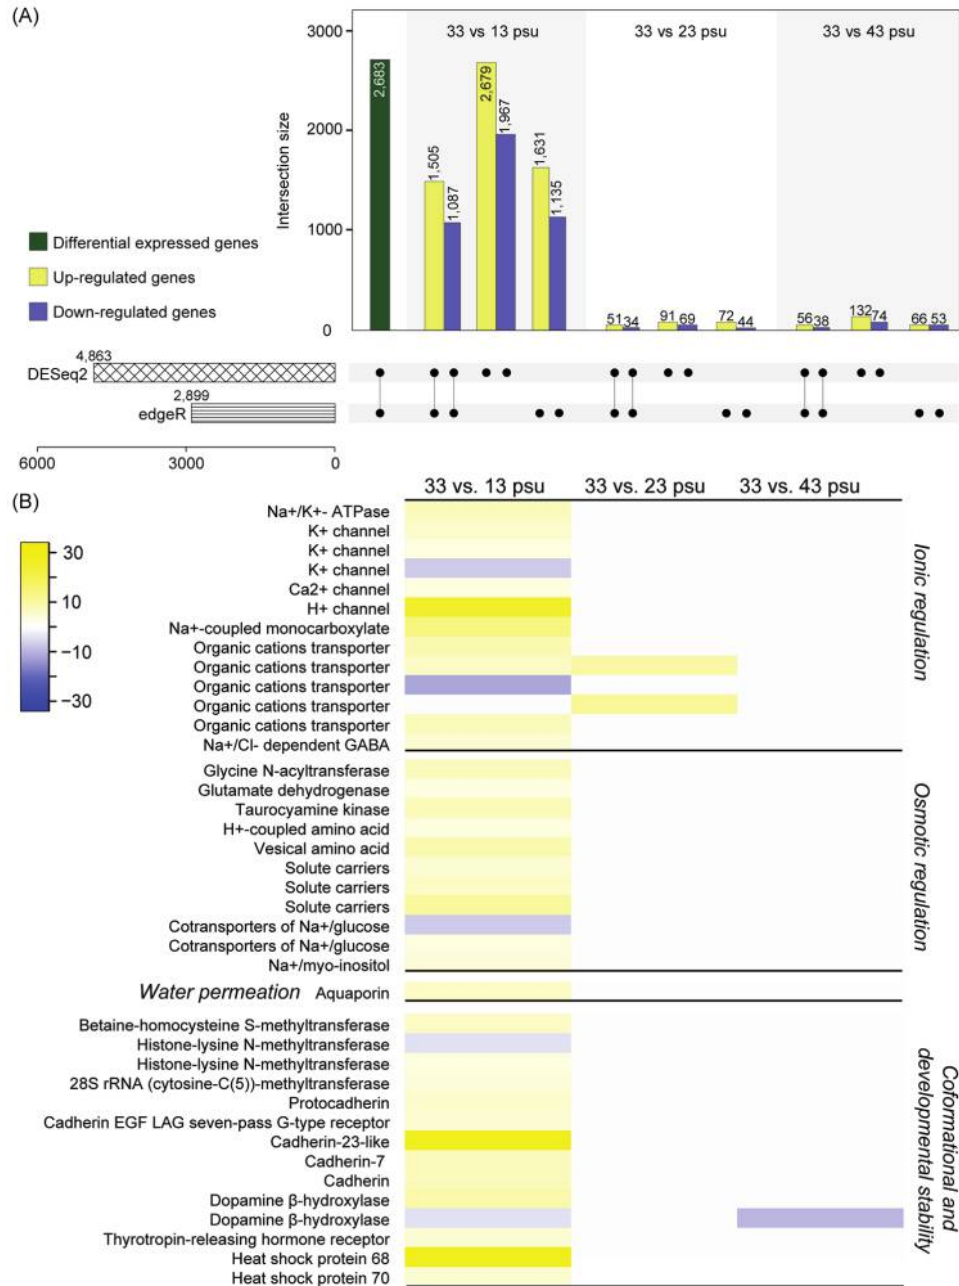 (A)
33 vs 13 psu
33 vs 23 psu
33 vs 43 psu
Intersection size
3000
2000
1000
0
2,683
1,505
1,087
2,679
1,967
1,631
1,135
51
34
91
69
72
44
56
38
132
74
66
53
Differential expressed genes
Up-regulated genes
Down-regulated genes
4,863
DESeq2
2,899
edgeR
6000
3000
0
(B)
33 vs. 13 psu
33 vs. 23 psu
33 vs. 43 psu
30
10
−10
−30
Na+/K+- ATPase
K+ channel
K+ channel
K+ channel
Ca2+ channel
H+ channel
Na+-coupled monocarboxylate
Organic cations transporter
Organic cations transporter
Organic cations transporter
Organic cations transporter
Organic cations transporter
Na+/Cl- dependent GABA
Ionic regulation
Glycine N-acyltransferase
Glutamate dehydrogenase
Taurocyamine kinase
H+-coupled amino acid
Vesical amino acid
Solute carriers
Solute carriers
Solute carriers
Cotransporters of Na+/glucose
Cotransporters of Na+/glucose
Na+/myo-inositol
Osmotic regulation
Water permeation Aquaporin
Betaine-homocysteine S-methyltransferase
Histone-lysine N-methyltransferase
Histone-lysine N-methyltransferase
28S rRNA (cytosine-C(5))-methyltransferase
Protocadherin
Cadherin EGF LAG seven-pass G-type receptor
Cadherin-23-like
Cadherin-7
Cadherin
Dopamine β-hydroxylase
Dopamine β-hydroxylase
Thyrotropin-releasing hormone receptor
Heat shock protein 68
Heat shock protein 70
Coformational and
developmental stability